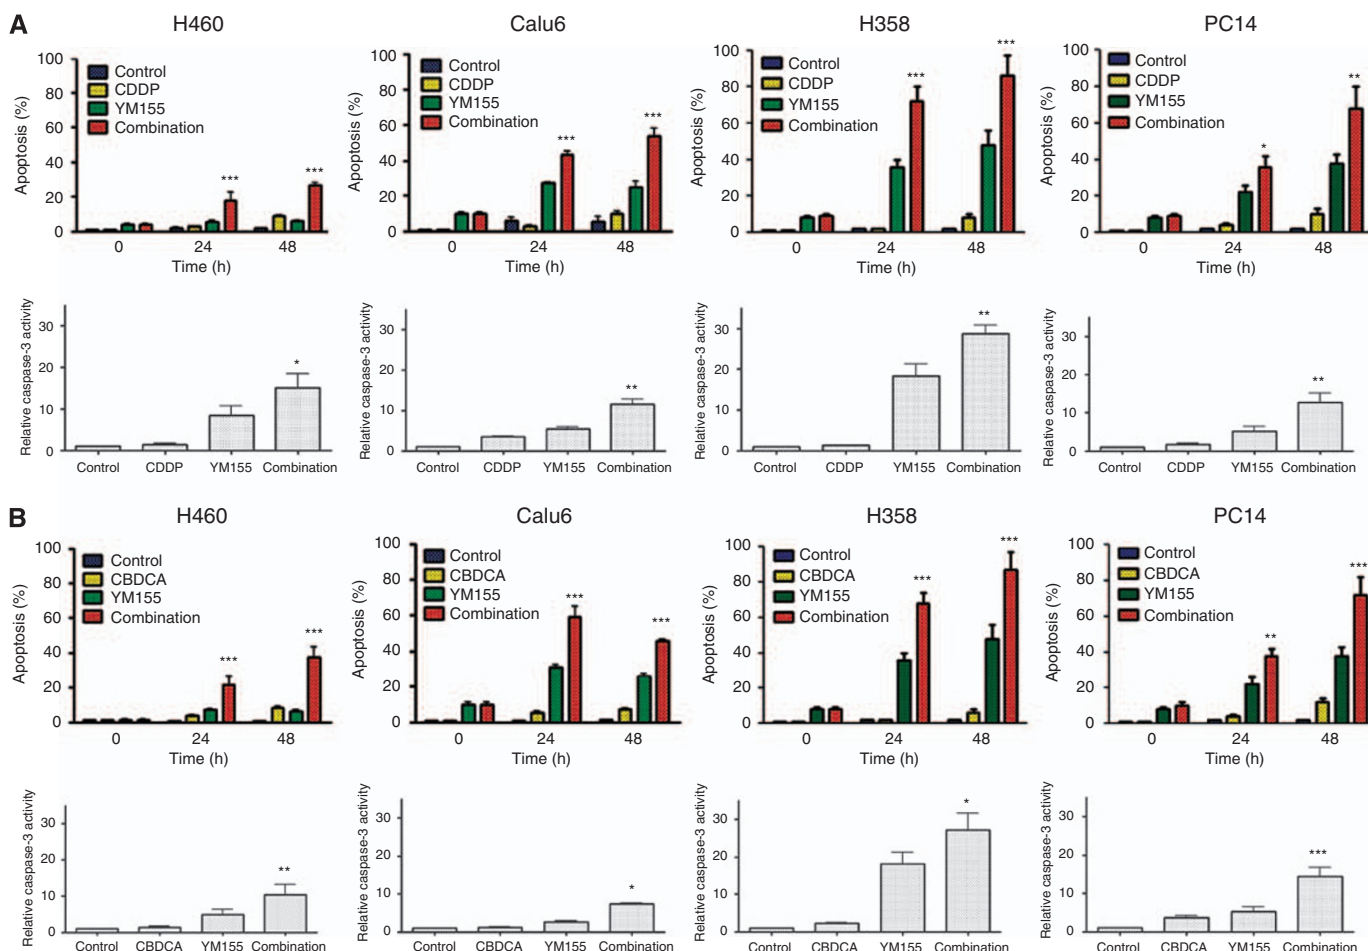 A
H460
Calu6
H358
PC14
Apoptosis (%)
100
80
60
40
20
0
Control
CDDP
YM155
Combination
***
***
0
24
48
Time (h)
Apoptosis (%)
100
80
60
40
20
0
Control
CDDP
YM155
Combination
***
***
0
24
48
Time (h)
Apoptosis (%)
100
80
60
40
20
0
Control
CDDP
YM155
Combination
***
***
0
24
48
Time (h)
Apoptosis (%)
100
80
60
40
20
0
Control
CDDP
YM155
Combination
*
**
0
24
48
Time (h)
Relative caspase-3 activity
30
20
10
0
*
Control
CDDP
YM155
Combination
Relative caspase-3 activity
30
20
10
0
**
Control
CDDP
YM155
Combination
Relative caspase-3 activity
30
20
10
0
**
Control
CDDP
YM155
Combination
Relative caspase-3 activity
30
20
10
0
**
Control
CDDP
YM155
Combination
B
H460
Calu6
H358
PC14
Apoptosis (%)
100
80
60
40
20
0
Control
CBDCA
YM155
Combination
***
***
0
24
48
Time (h)
Apoptosis (%)
100
80
60
40
20
0
Control
CBDCA
YM155
Combination
***
***
0
24
48
Time (h)
Apoptosis (%)
100
80
60
40
20
0
Control
CBDCA
YM155
Combination
***
***
0
24
48
Time (h)
Apoptosis (%)
100
80
60
40
20
0
Control
CBDCA
YM155
Combination
**
***
0
24
48
Time (h)
Relative caspase-3 activity
30
20
10
0
**
Control
CBDCA
YM155
Combination
Relative caspase-3 activity
30
20
10
0
*
Control
CBDCA
YM155
Combination
Relative caspase-3 activity
30
20
10
0
*
Control
CBDCA
YM155
Combination
Relative caspase-3 activity
30
20
10
0
***
Control
CBDCA
YM155
Combination